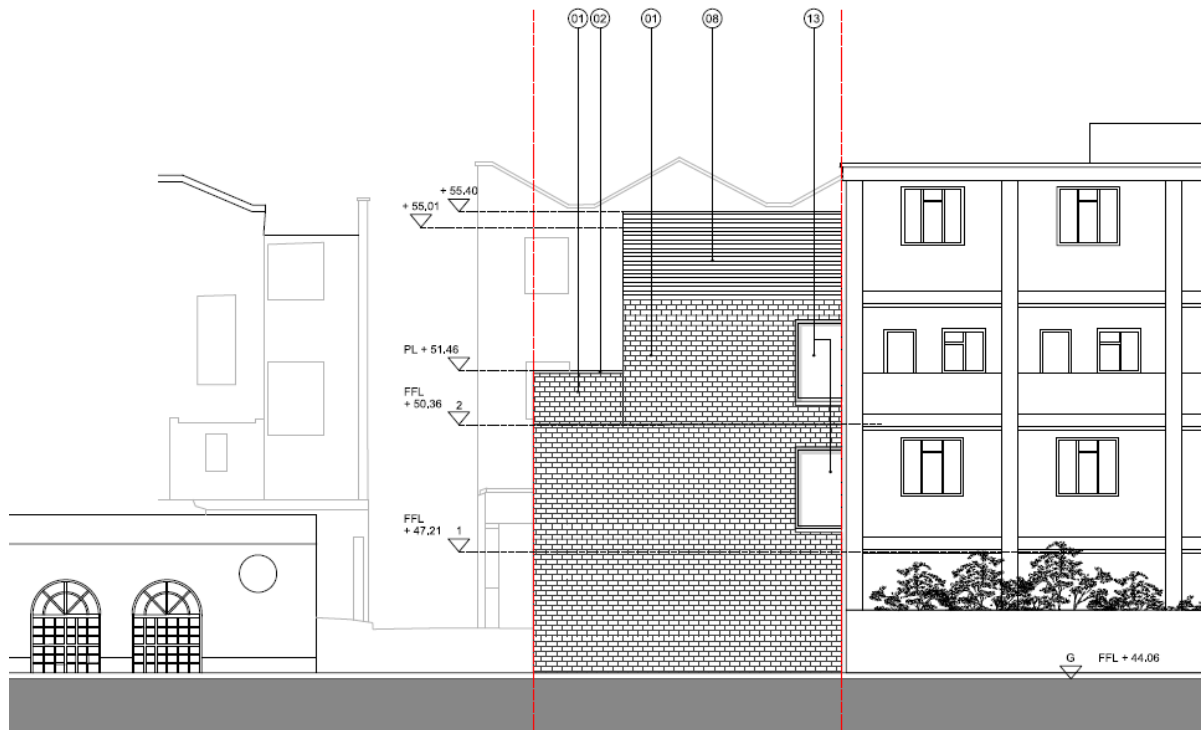 01 02 01 08 13
+ 55.40
+ 55.01
PL + 51.46
FFL
+ 50.36 2
FFL
+ 47.21 1
G FFL + 44.06